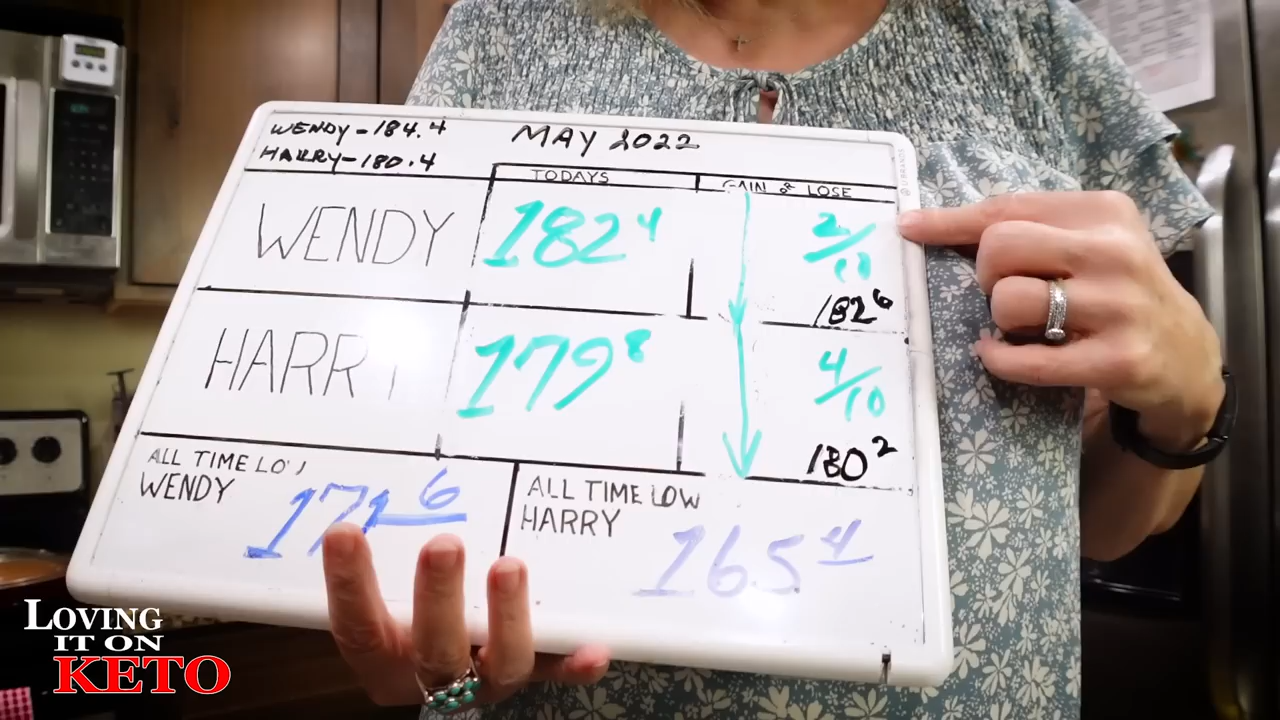 WENDY-184.4
HARRY-180.4
MAY 2022
TODAYS
GAIN or LOSE
WENDY
182 4
2/10
182 6
HARRY
179 8
4/10
180 2
ALL TIME LOW
WENDY
171 6
ALL TIME LOW
HARRY
165 4
U BRANDS
LOVING
IT ON
KETO